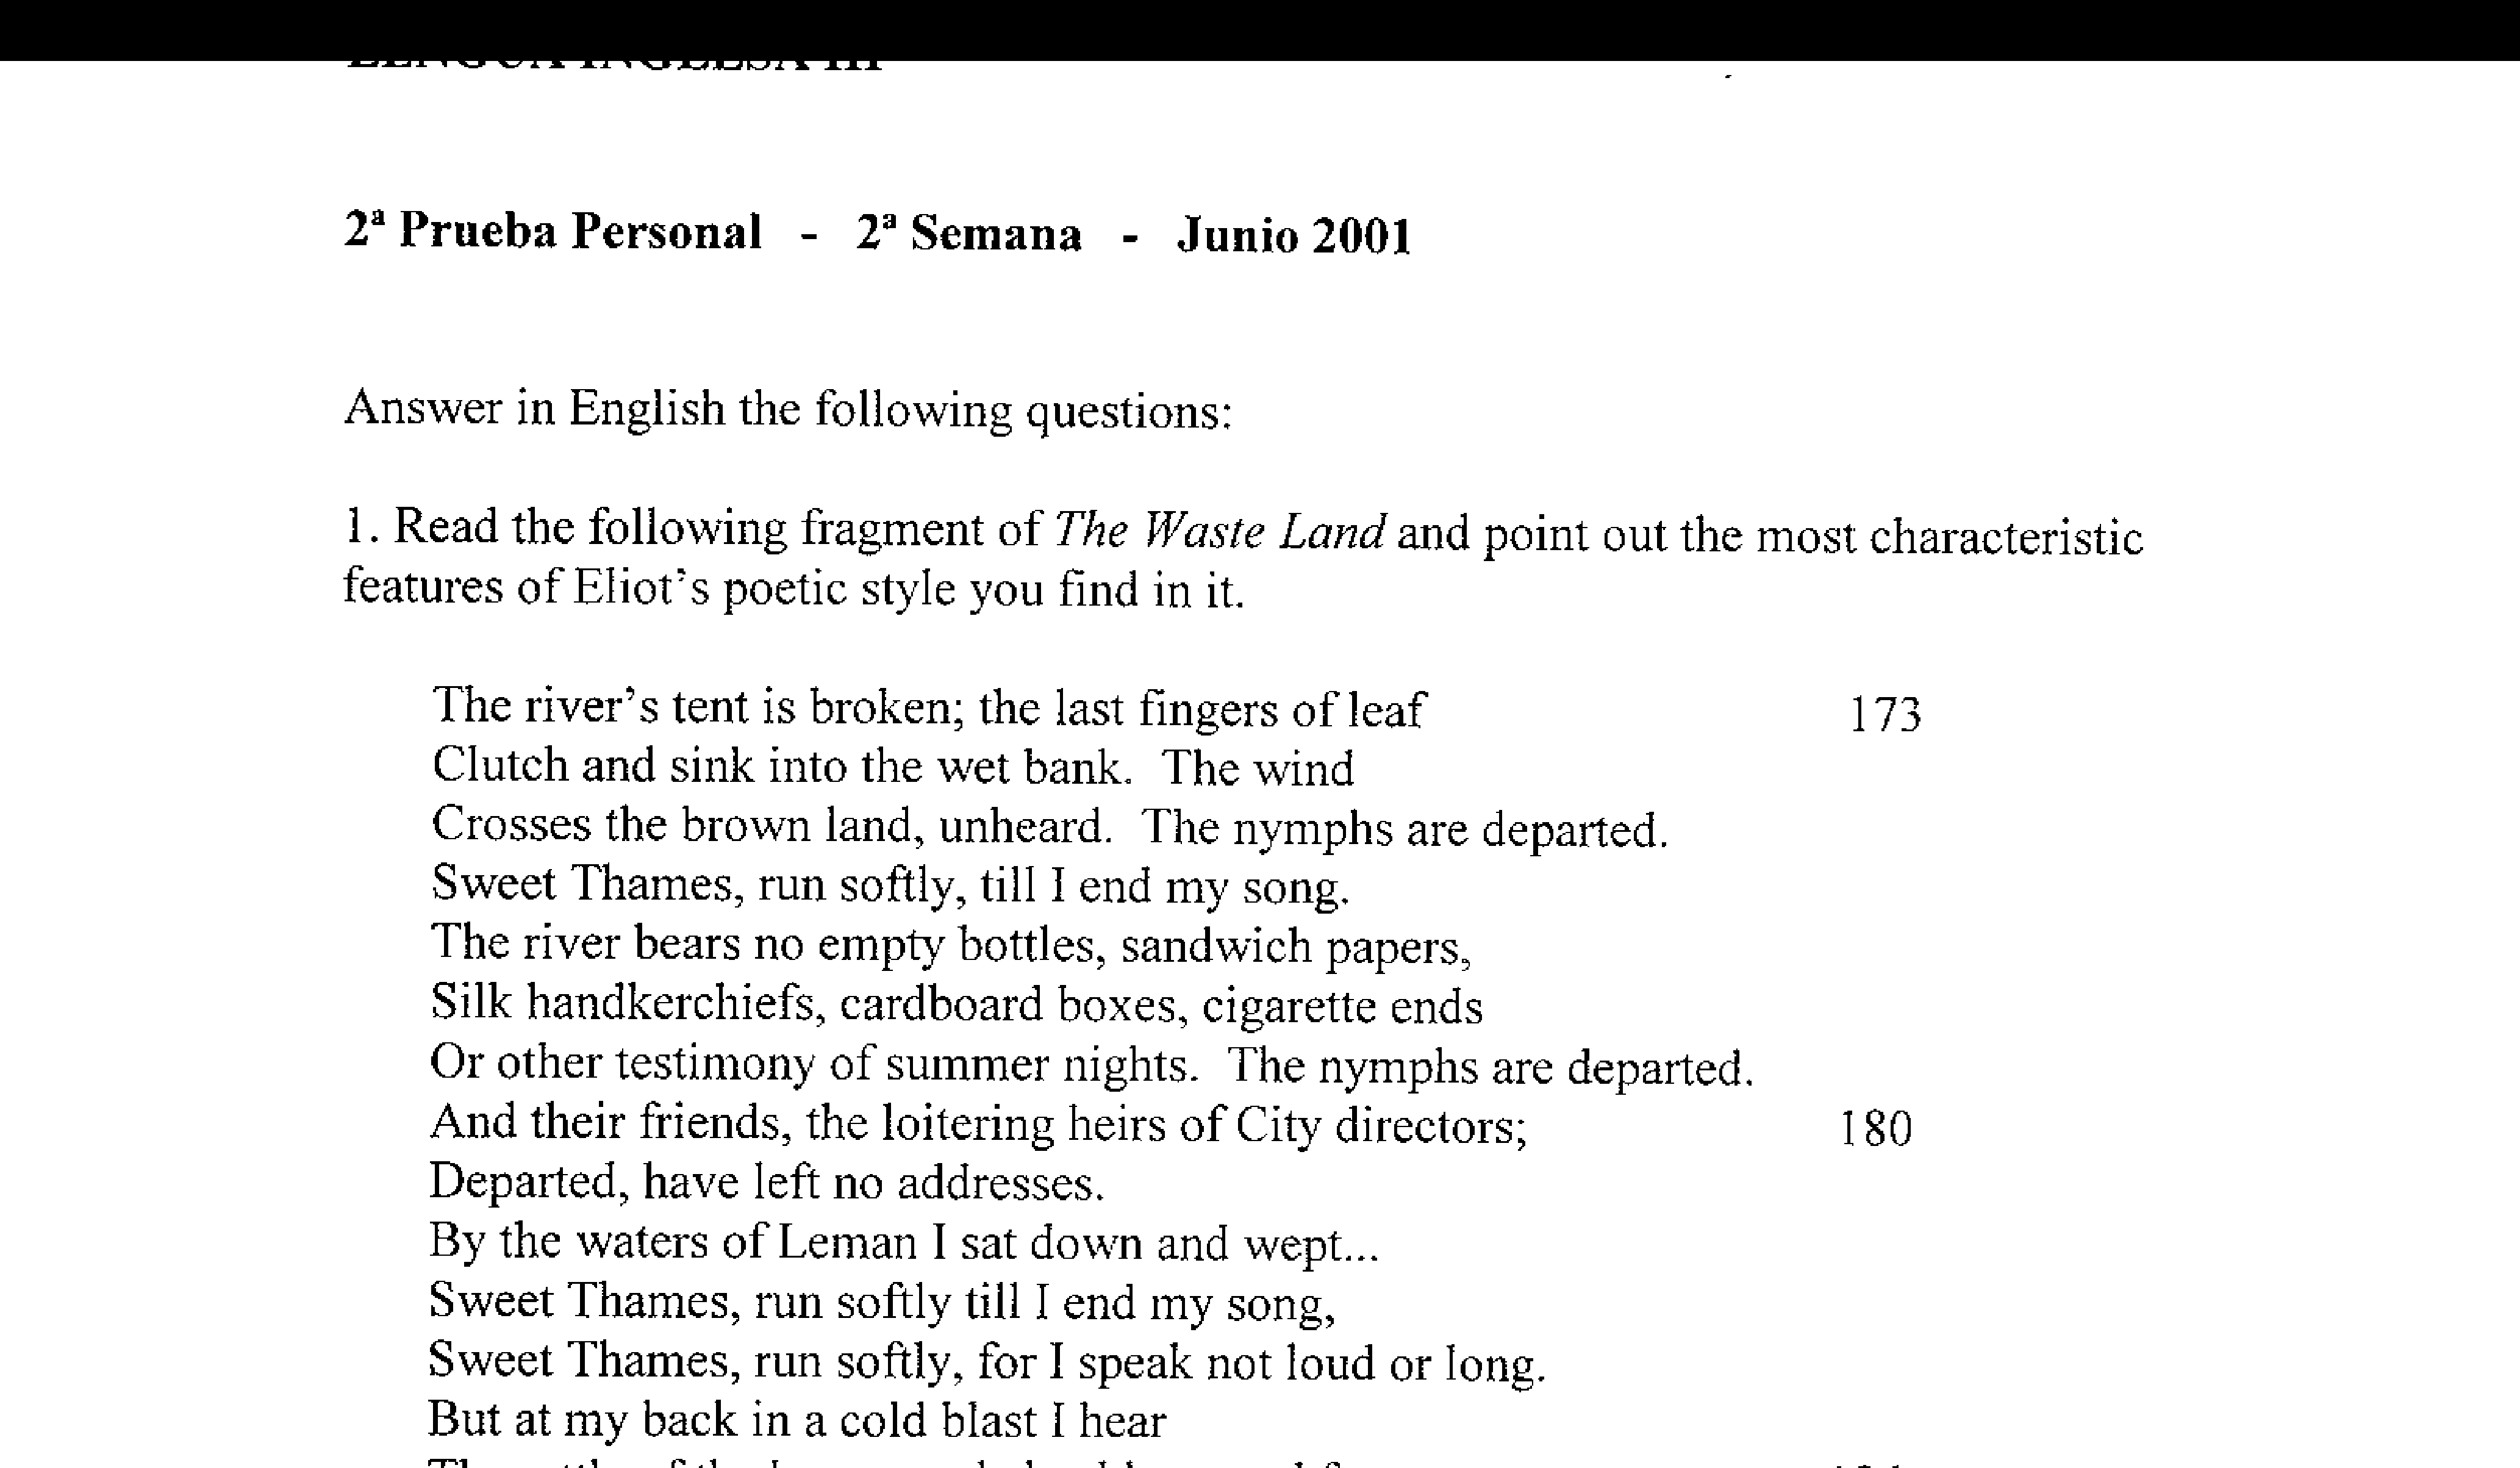 LENGUA INGLESA III
2ª Prueba Personal - 2ª Semana - Junio 2001
Answer in English the following questions:
1. Read the following fragment of The Waste Land and point out the most characteristic
features of Eliot's poetic style you find in it.
The river's tent is broken; the last fingers of leaf 173
Clutch and sink into the wet bank. The wind
Crosses the brown land, unheard. The nymphs are departed.
Sweet Thames, run softly, till I end my song.
The river bears no empty bottles, sandwich papers,
Silk handkerchiefs, cardboard boxes, cigarette ends
Or other testimony of summer nights. The nymphs are departed.
And their friends, the loitering heirs of City directors; 180
Departed, have left no addresses.
By the waters of Leman I sat down and wept...
Sweet Thames, run softly till I end my song,
Sweet Thames, run softly, for I speak not loud or long.
But at my back in a cold blast I hear